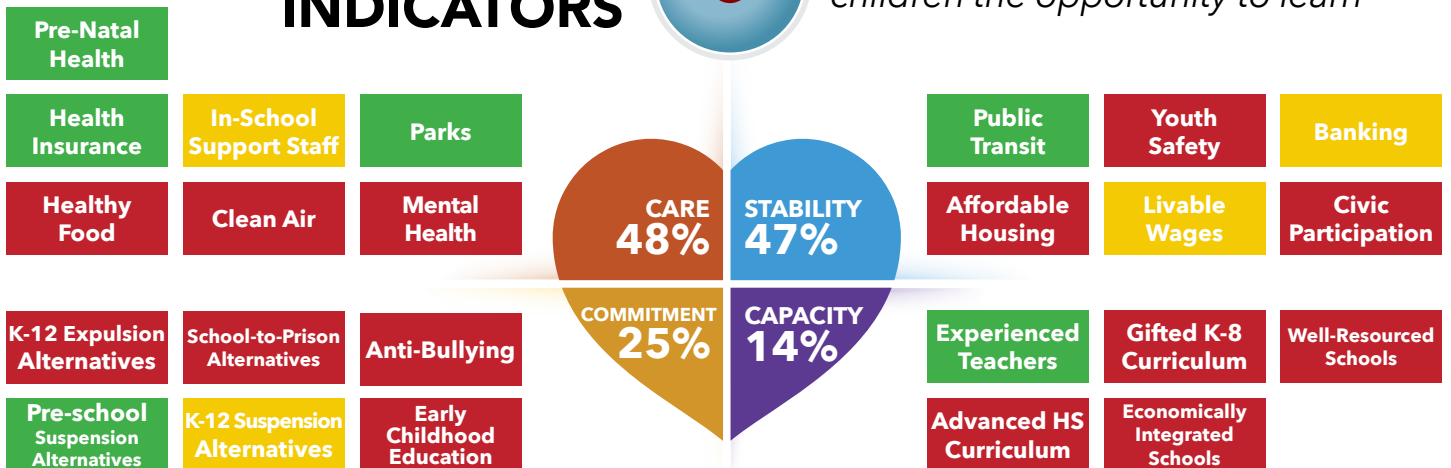 INDICATORS
children the opportunity to learn
Pre-Natal
Health
Health
Insurance
In-School
Support Staff
Parks
Healthy
Food
Clean Air
Mental
Health
CARE
48%
STABILITY
47%
Public
Transit
Youth
Safety
Banking
Affordable
Housing
Livable
Wages
Civic
Participation
K-12 Expulsion
Alternatives
School-to-Prison
Alternatives
Anti-Bullying
Pre-school
Suspension
Alternatives
K-12 Suspension
Alternatives
Early
Childhood
Education
COMMITMENT
25%
CAPACITY
14%
Experienced
Teachers
Gifted K-8
Curriculum
Well-Resourced
Schools
Advanced HS
Curriculum
Economically
Integrated
Schools